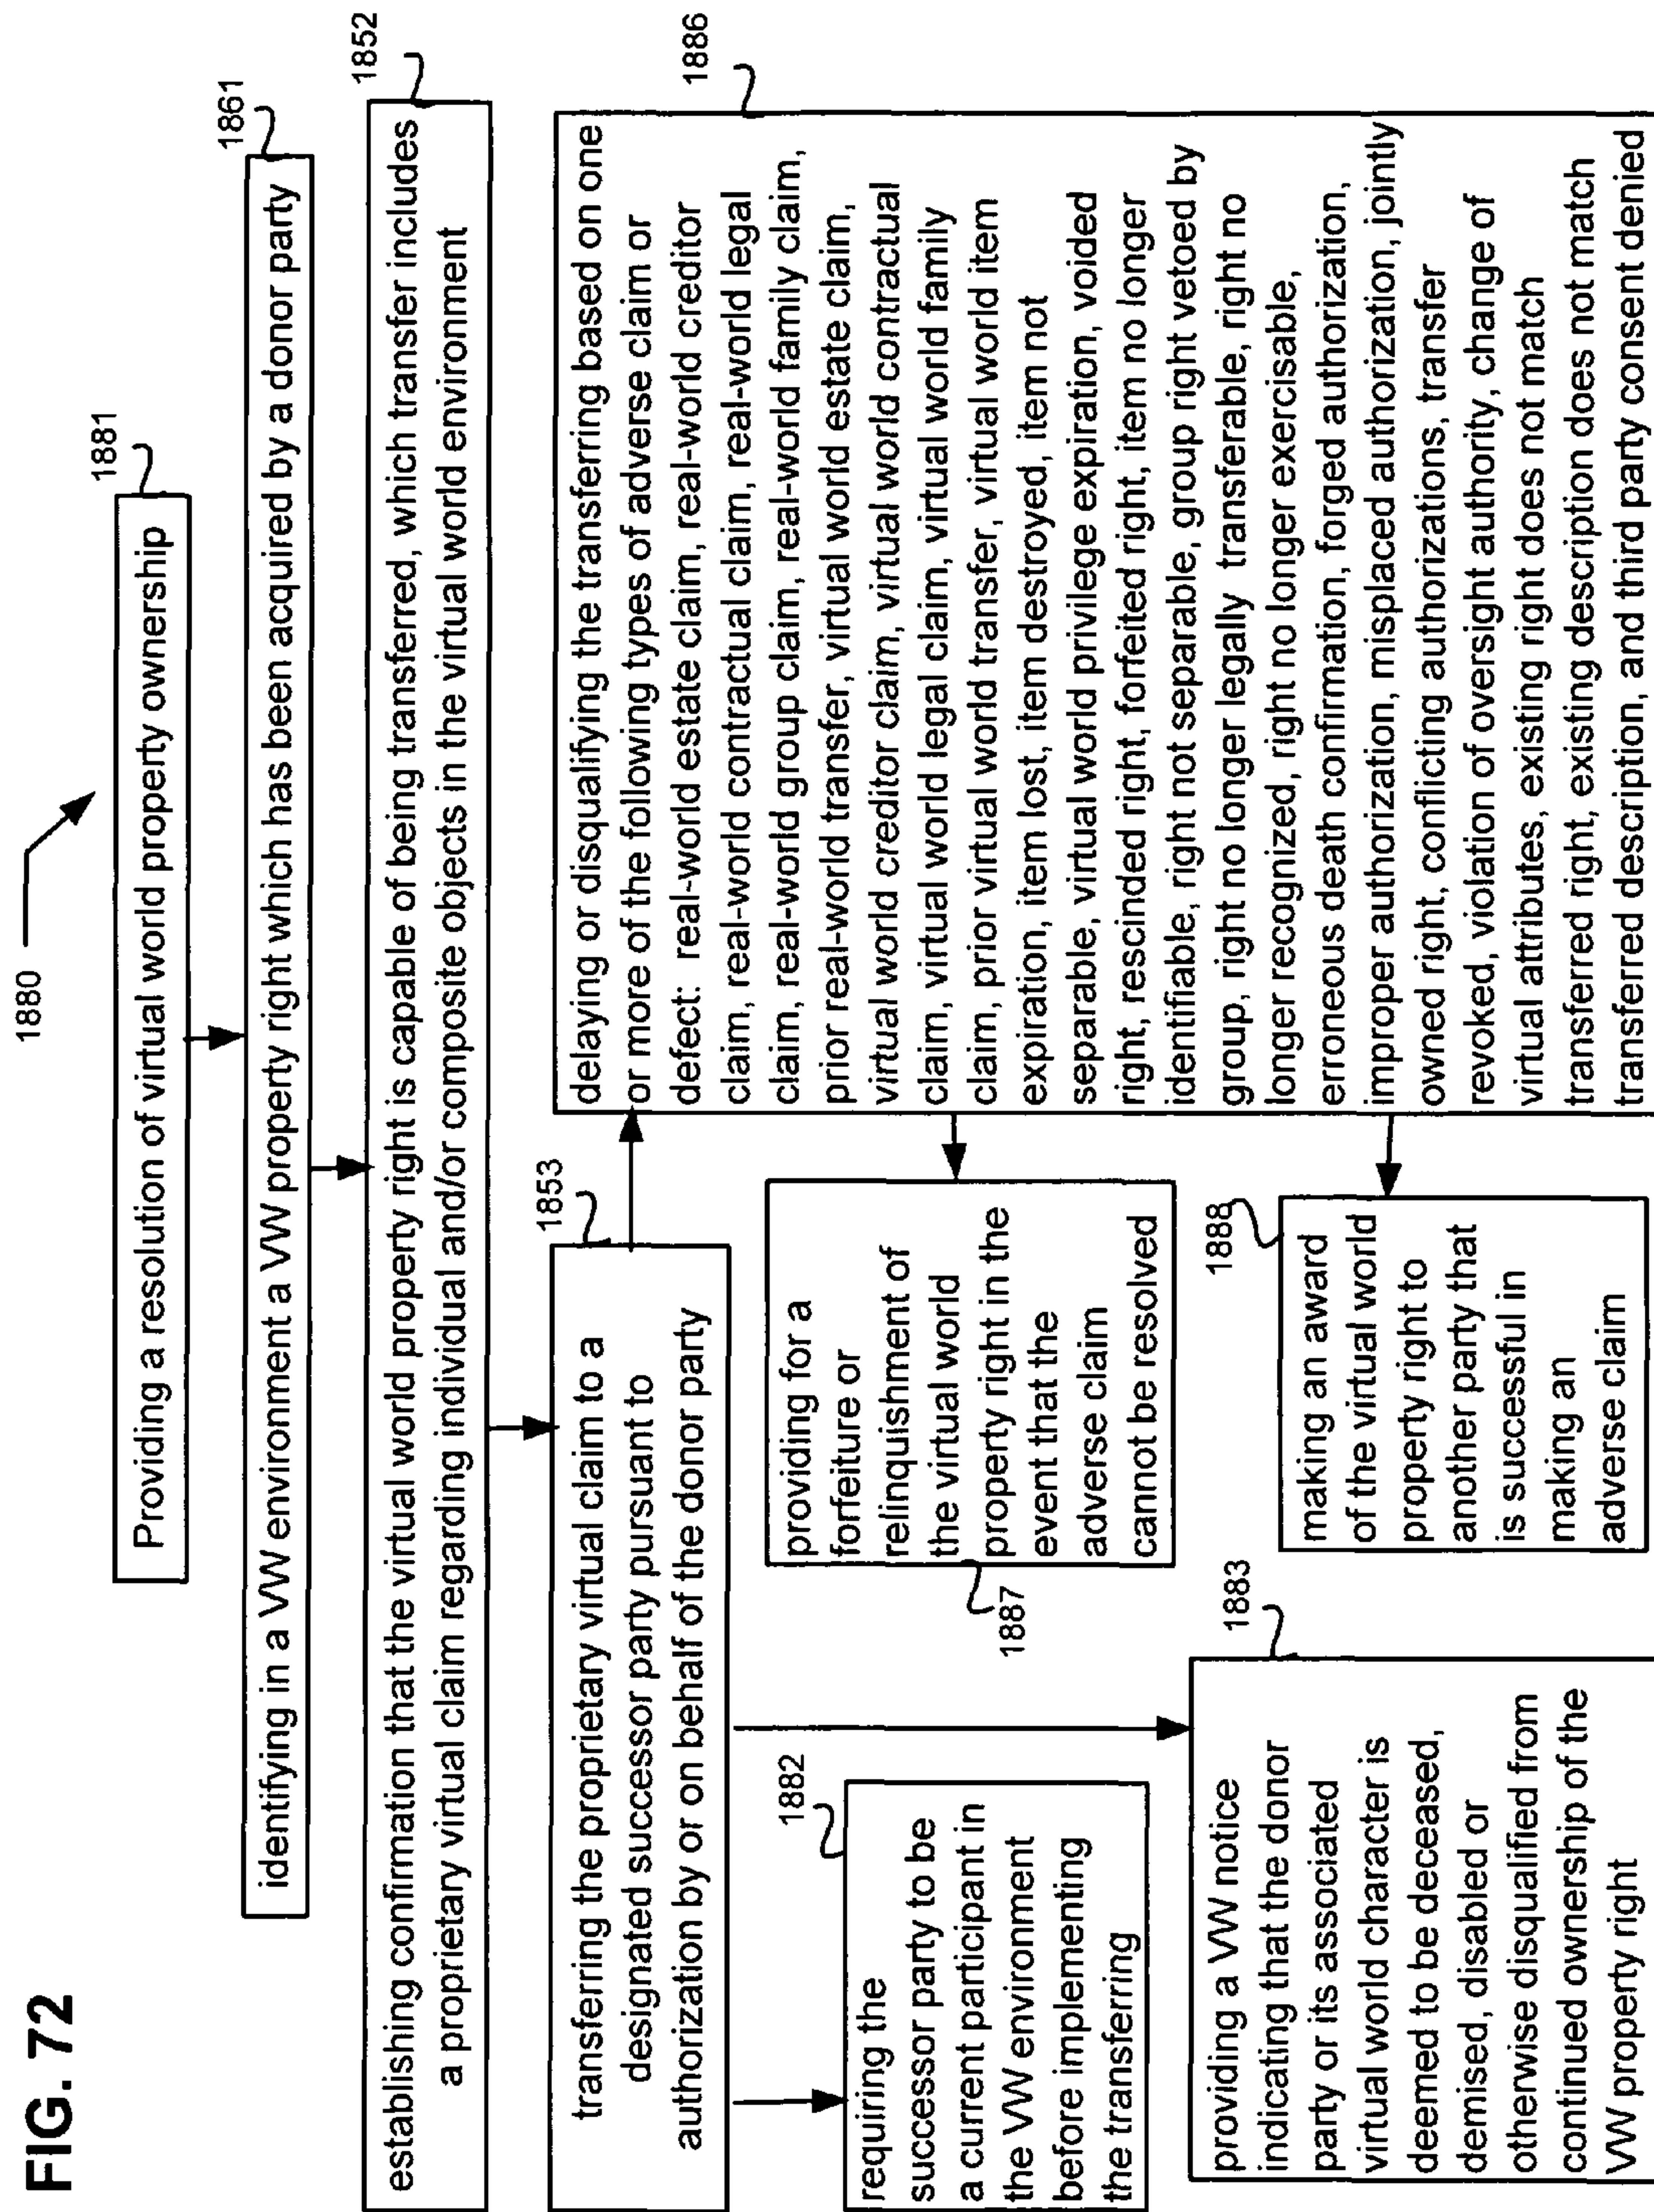 FIG. 72
1880
1881
Providing a resolution of virtual world property ownership
1861
identifying in a VW environment a VW property right which has been acquired by a donor party
1852
establishing confirmation that the virtual world property right is capable of being transferred, which transfer includes
a proprietary virtual claim regarding individual and/or composite objects in the virtual world environment
1853
transferring the proprietary virtual claim to a
designated successor party pursuant to
authorization by or on behalf of the donor party
1886
delaying or disqualifying the transferring based on one
or more of the following types of adverse claim or
defect: real-world estate claim, real-world creditor
claim, real-world contractual claim, real-world legal
claim, real-world group claim, real-world family claim,
prior real-world transfer, virtual world estate claim,
virtual world creditor claim, virtual world contractual
claim, virtual world legal claim, virtual world family
claim, prior virtual world transfer, virtual world item
expiration, item lost, item destroyed, item not
separable, virtual world privilege expiration, voided
right, rescinded right, forfeited right, item no longer
identifiable, right not separable, group right vetoed by
group, right no longer legally transferable, right no
longer recognized, right no longer exercisable,
erroneous death confirmation, forged authorization,
improper authorization, misplaced authorization, jointly
owned right, conflicting authorizations, transfer
revoked, violation of oversight authority, change of
virtual attributes, existing right does not match
transferred right, existing description does not match
transferred description, and third party consent denied
1882
requiring the
successor party to be
a current participant in
the VW environment
before implementing
the transferring
1887
providing for a
forfeiture or
relinquishment of
the virtual world
property right in the
event that the
adverse claim
cannot be resolved
1883
providing a VW notice
indicating that the donor
party or its associated
virtual world character is
deemed to be deceased,
demised, disabled or
otherwise disqualified from
continued ownership of the
VW property right
1888
making an award
of the virtual world
property right to
another party that
is successful in
making an
adverse claim